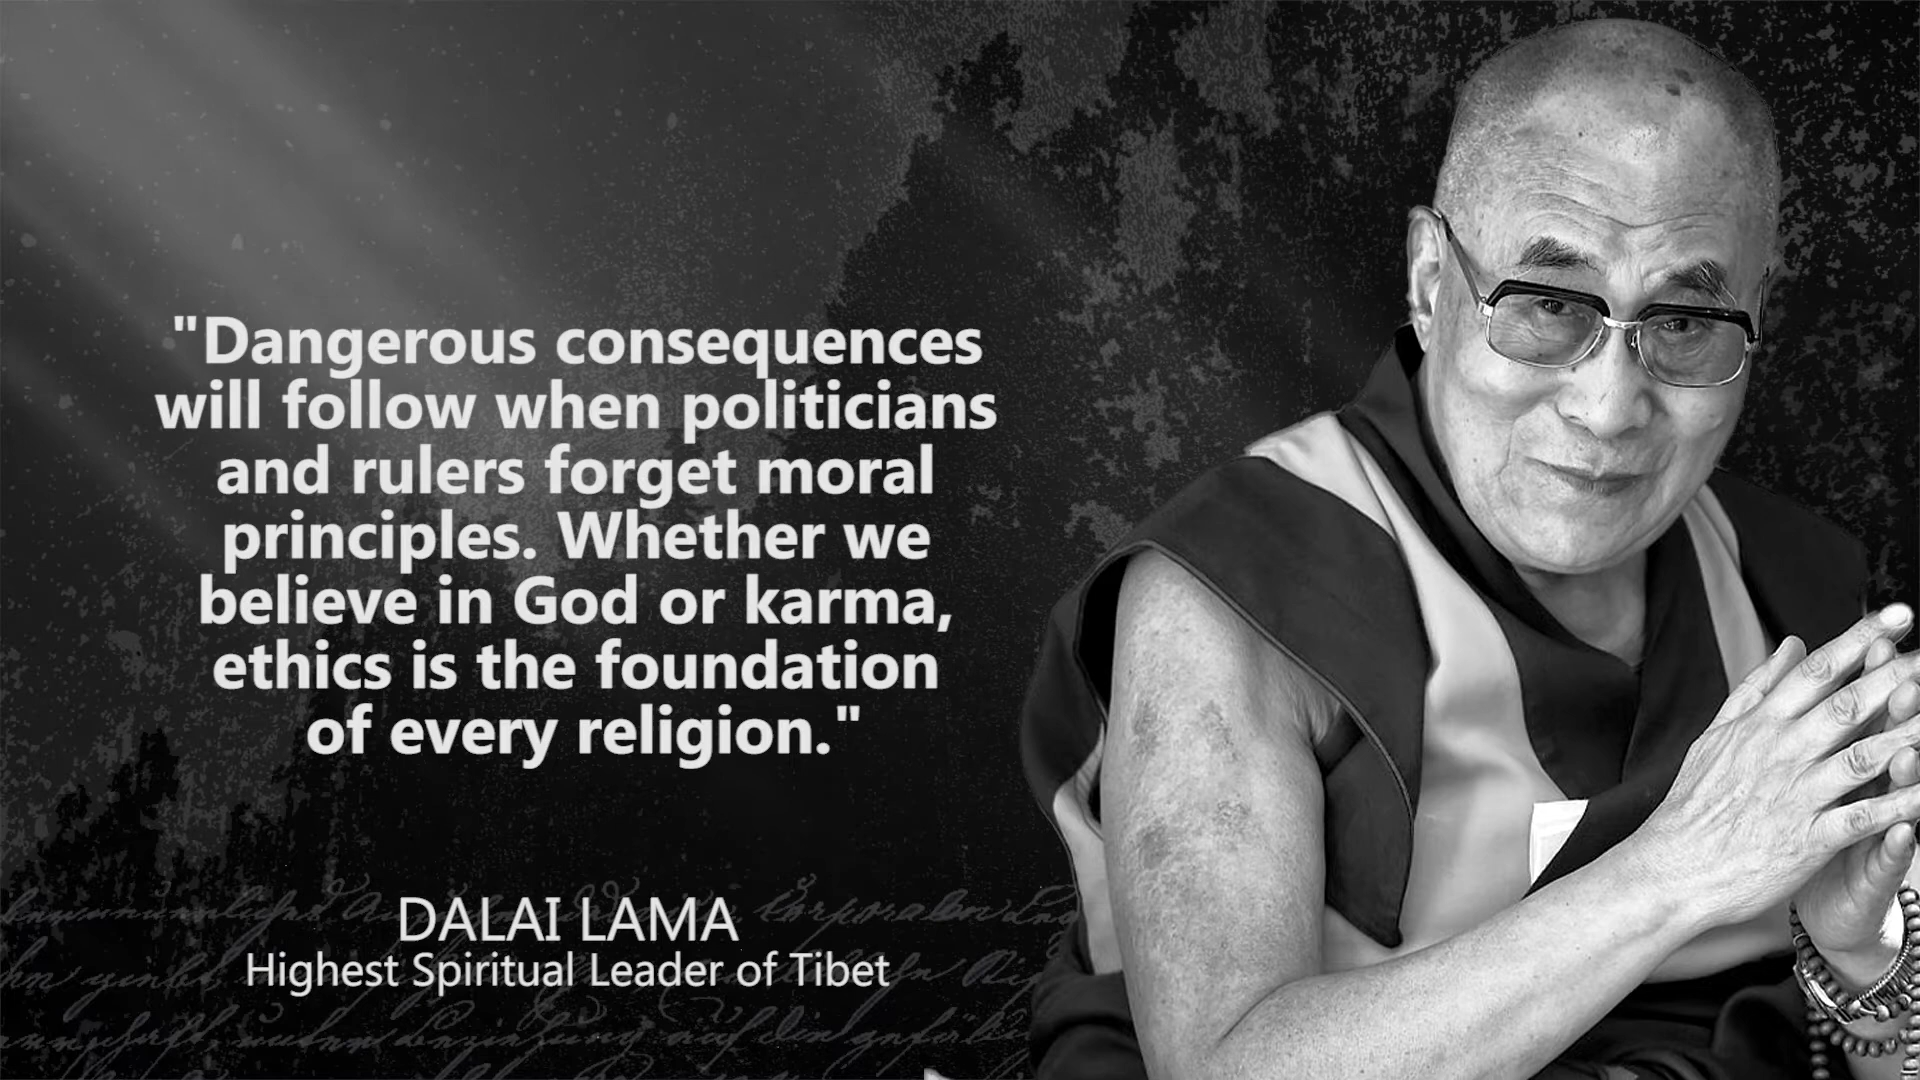 "Dangerous consequences
will follow when politicians
and rulers forget moral
principles. Whether we
believe in God or karma,
ethics is the foundation
of every religion."
DALAI LAMA
Highest Spiritual Leader of Tibet